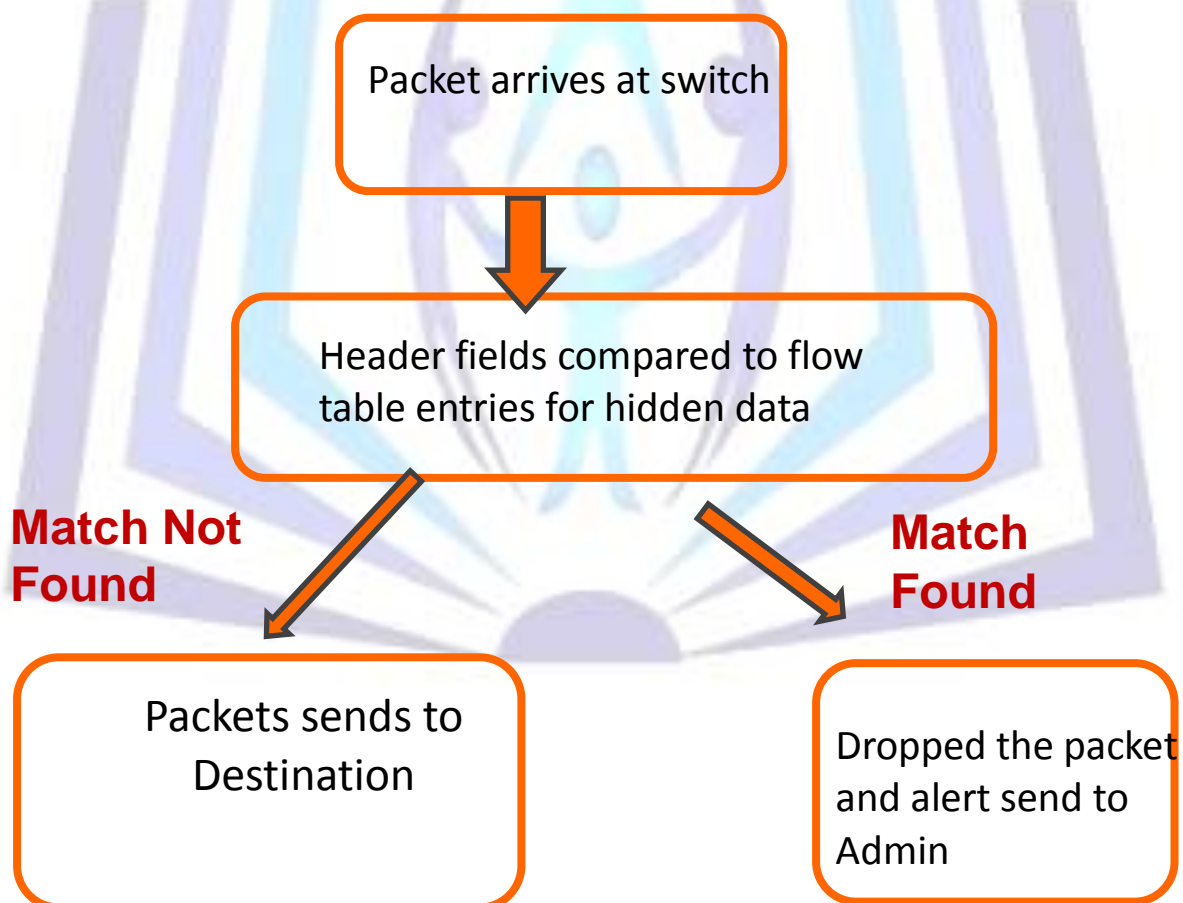 Packet arrives at switch
Header fields compared to flow
table entries for hidden data
Match Not
Found
Match
Found
Packets sends to
Destination
Dropped the packet
and alert send to
Admin